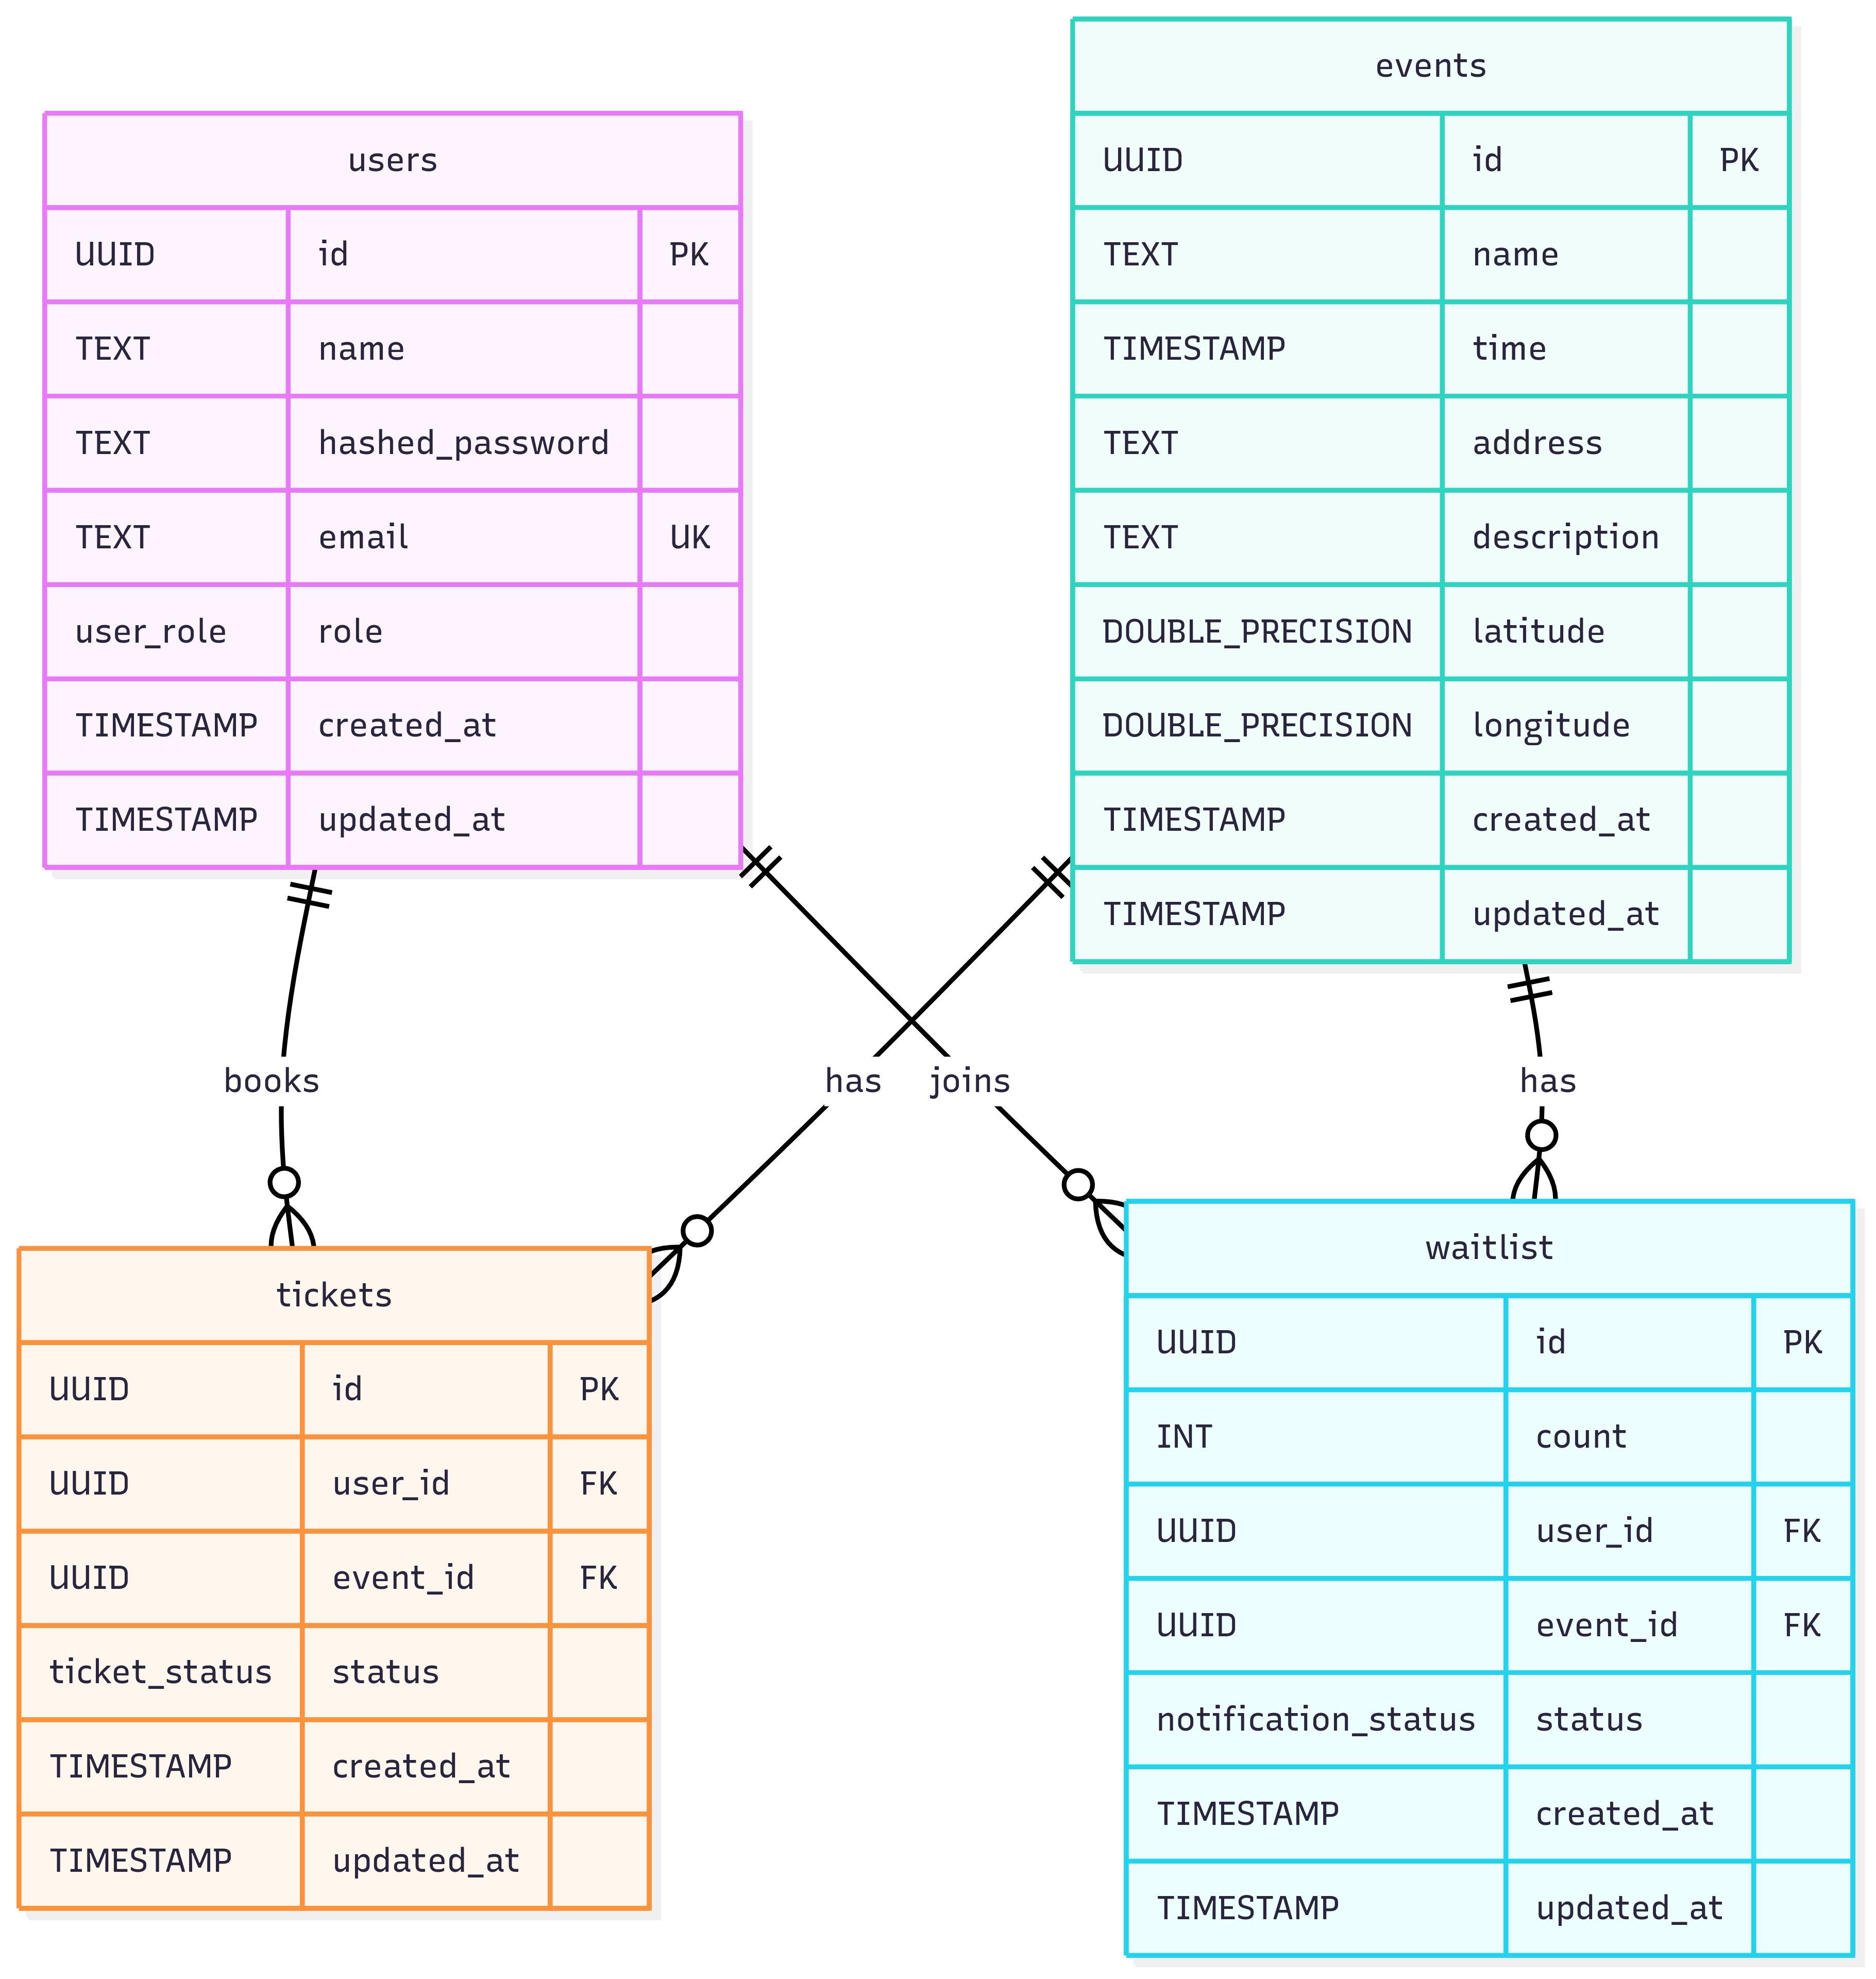 users
UUID id PK
TEXT name
TEXT hashed_password
TEXT email UK
user_role role
TIMESTAMP created_at
TIMESTAMP updated_at
events
UUID id PK
TEXT name
TIMESTAMP time
TEXT address
TEXT description
DOUBLE_PRECISION latitude
DOUBLE_PRECISION longitude
TIMESTAMP created_at
TIMESTAMP updated_at
books
has
joins
has
tickets
UUID id PK
UUID user_id FK
UUID event_id FK
ticket_status status
TIMESTAMP created_at
TIMESTAMP updated_at
waitlist
UUID id PK
INT count
UUID user_id FK
UUID event_id FK
notification_status status
TIMESTAMP created_at
TIMESTAMP updated_at